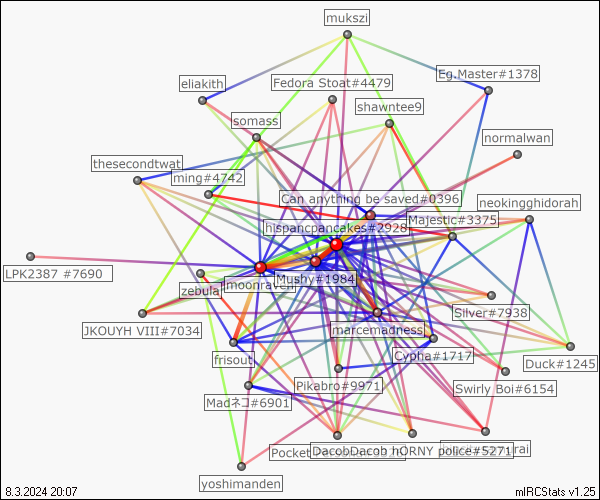 mukszi
Eg.Master#1378
eliakith
Fedora Stoat#4479
shawntee9
somass
normalwan
thesecondtwat
ming#4742
Can anything be saved#0396
neokingghidorah
Majestic#3375
hispancpancakes#2928
LPK2387 #7690
zebular
moonraven
Musby#1984
Silver#7938
JKOUYH VIII#7034
marcemadness
frisout
Cypha#1717
Duck#1245
Pikabro#9971
Swirly Boi#6154
Madネコ#6901
Pocket
DacobDacob hORNY police#5271
yoshimanden
8.3.2024 20:07
mIRCStats v1.25